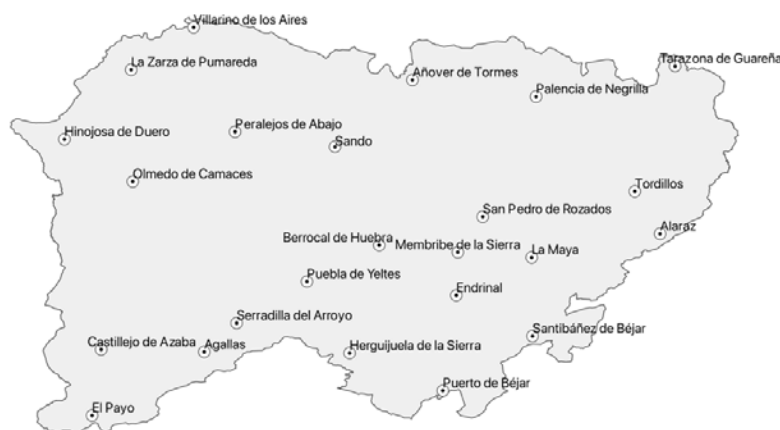 Villarino de los Aires
La Zarza de Pumareda
Tarazona de Guareña
Añover de Tormes
Palencia de Negrilla
Hinojosa de Duero
Peralejos de Abajo
Sando
Olmedo de Camaces
Tordillos
San Pedro de Rozados
Alaraz
Berrocal de Huebra
Membribe de la Sierra
La Maya
Puebla de Yeltes
Endrinal
Serradilla del Arroyo
Santibáñez de Béjar
Castillejo de Azaba
Agallas
Herguijuela de la Sierra
Puerto de Béjar
El Payo